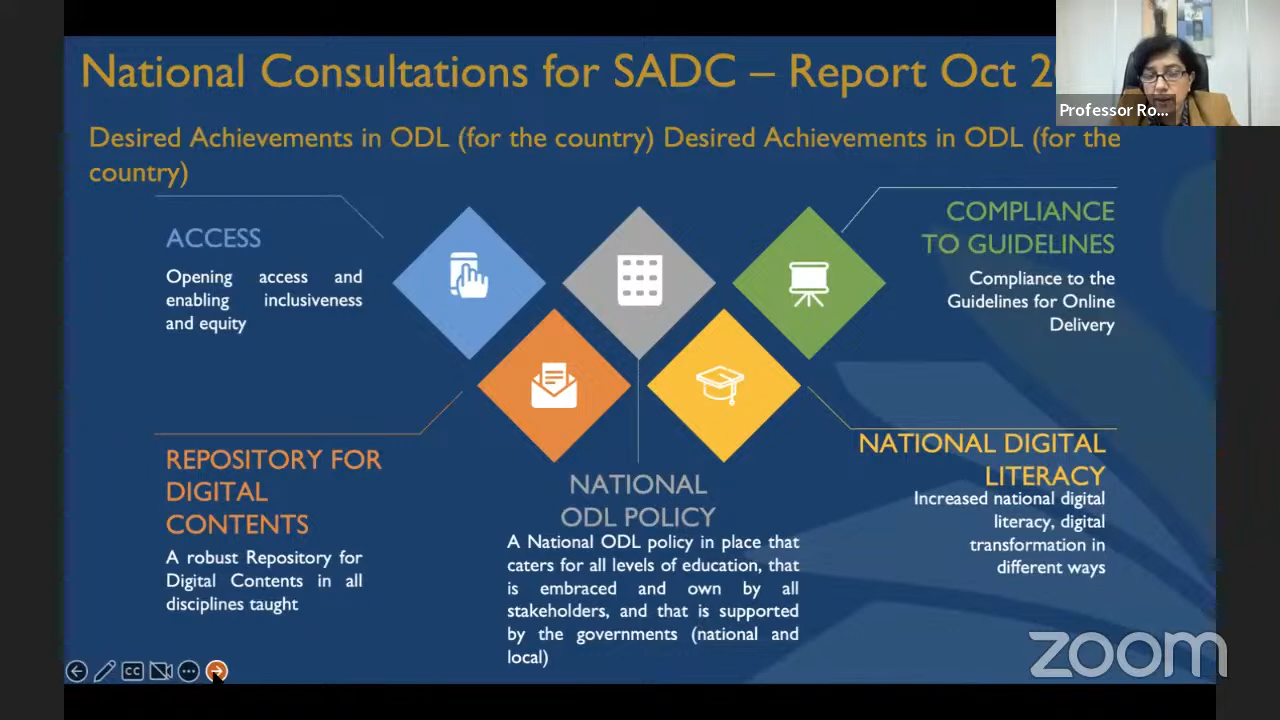 National Consultations for SADC – Report Oct
Professor Ro...
Desired Achievements in ODL (for the country) Desired Achievements in ODL (for the
country)
ACCESS
Opening access and
enabling inclusiveness
and equity
COMPLIANCE
TO GUIDELINES
Compliance to the
Guidelines for Online
Delivery
REPOSITORY FOR
DIGITAL
CONTENTS
A robust Repository for
Digital Contents in all
disciplines taught
NATIONAL
ODL POLICY
A National ODL policy in place that
caters for all levels of education, that
is embraced and own by all
stakeholders, and that is supported
by the governments (national and
local)
NATIONAL DIGITAL
LITERACY
Increased national digital
literacy, digital
transformation in
different ways
CC
zoom